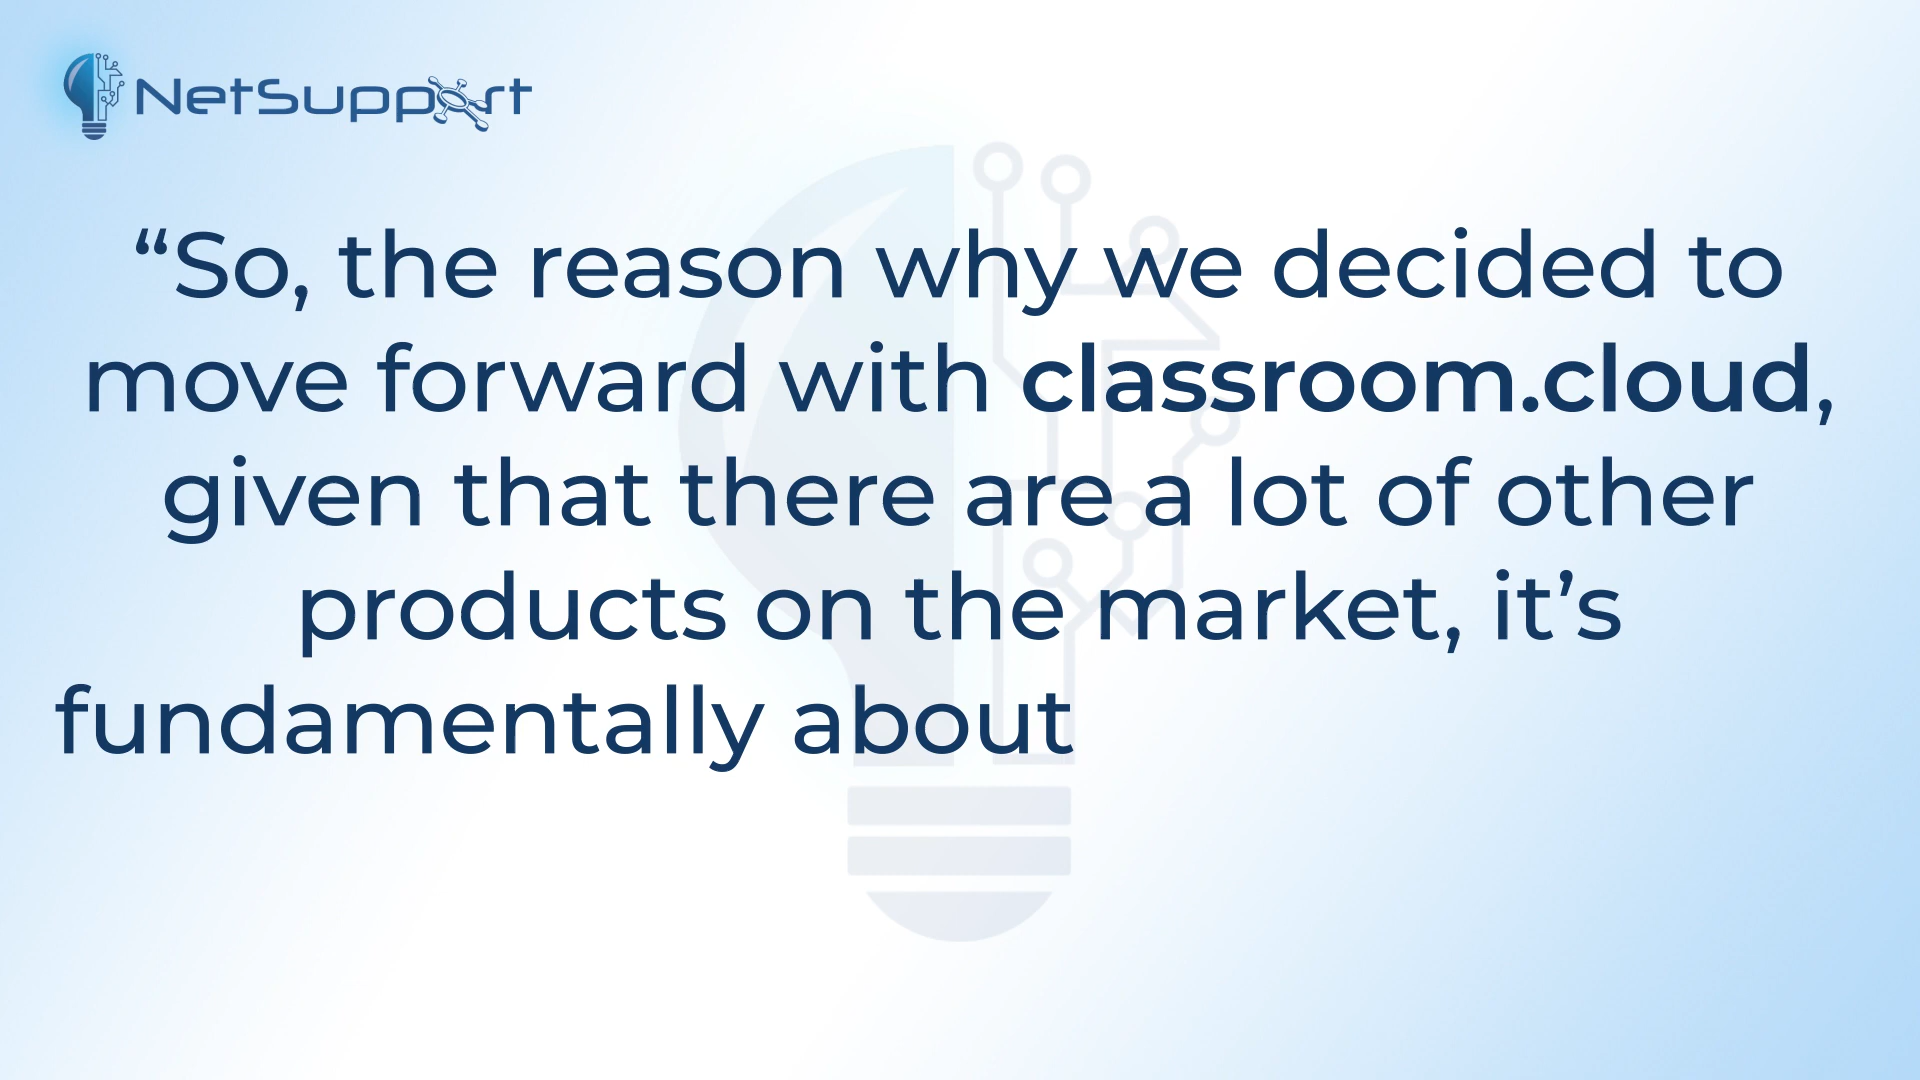 NetSupport
“So, the reason why we decided to
move forward with classroom.cloud,
given that there are a lot of other
products on the market, it’s
fundamentally about